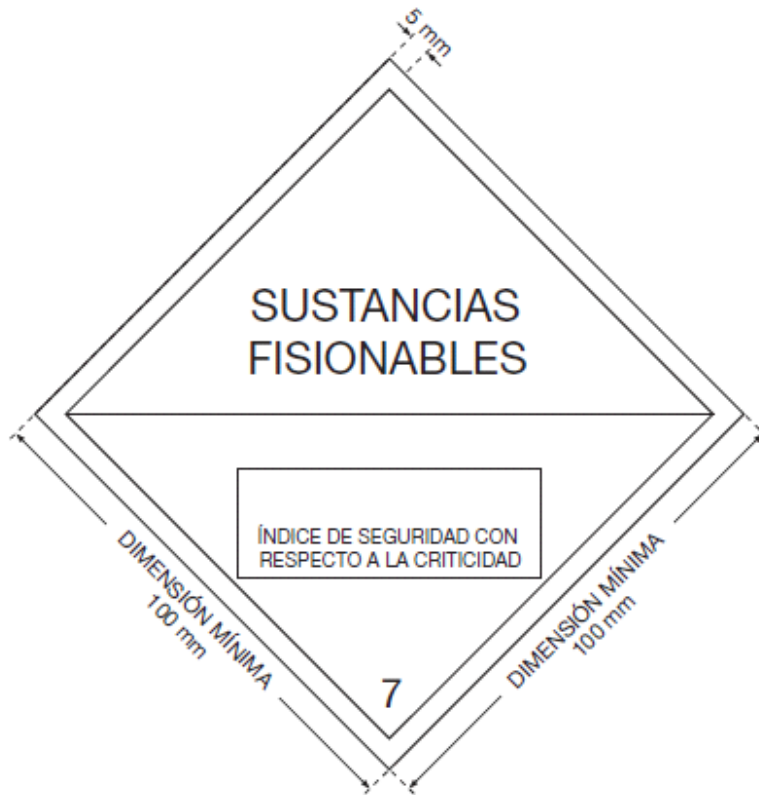 5 mm
SUSTANCIAS
FISIONABLES
ÍNDICE DE SEGURIDAD CON
RESPECTO A LA CRITICIDAD
DIMENSIÓN MÍNIMA
100 mm
DIMENSIÓN MÍNIMA
100 mm
7